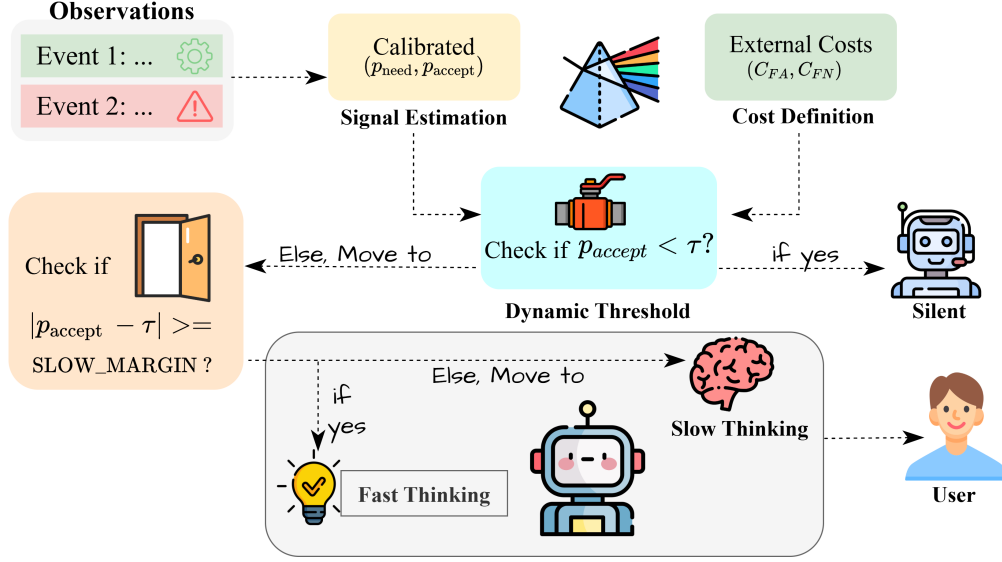 Observations
Event 1: ...
Event 2: ...
Calibrated
(p_need, p_accept)
Signal Estimation
External Costs
(C_FA, C_FN)
Cost Definition
Check if p_accept < τ?
Dynamic Threshold
if yes
Silent
Else, Move to
Check if
|p_accept − τ| >=
SLOW_MARGIN ?
Else, Move to
if
yes
Slow Thinking
Fast Thinking
User